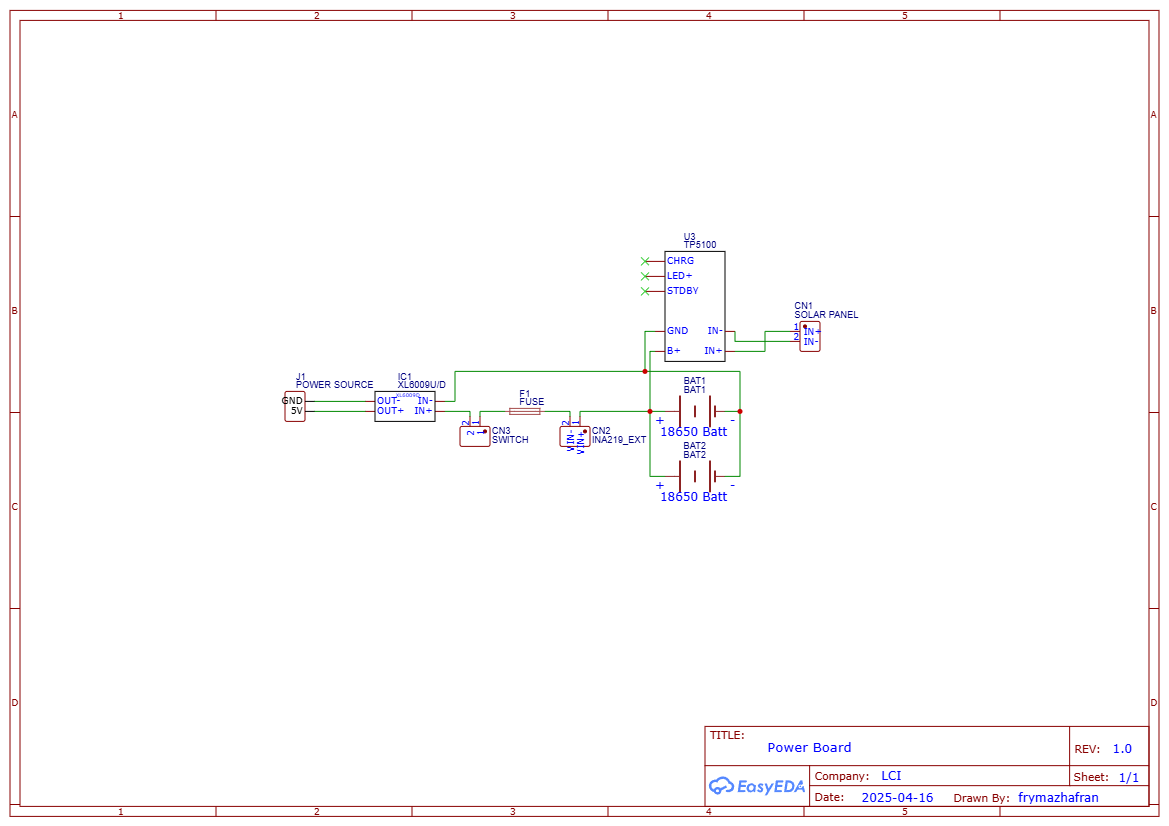 1 2 3 4 5
A A
B B
C C
D D
U3
TP5100
CHRG
LED+
STDBY
GND IN-
B+ IN+
CN1
SOLAR PANEL
1 IN+
2 IN-
J1
POWER SOURCE
GND
5V
IC1
XL6009U/D
XL6009D
OUT- IN-
OUT+ IN+
F1
FUSE
2 1
2 1
CN3
SWITCH
2 1
VIN- VIN+
CN2
INA219_EXT
BAT1
BAT1
+ -
18650 Batt
BAT2
BAT2
+ -
18650 Batt
TITLE:
Power Board
REV: 1.0
EasyEDA
Company: LCI
Sheet: 1/1
Date: 2025-04-16 Drawn By: frymazhafran
1 2 3 4 5